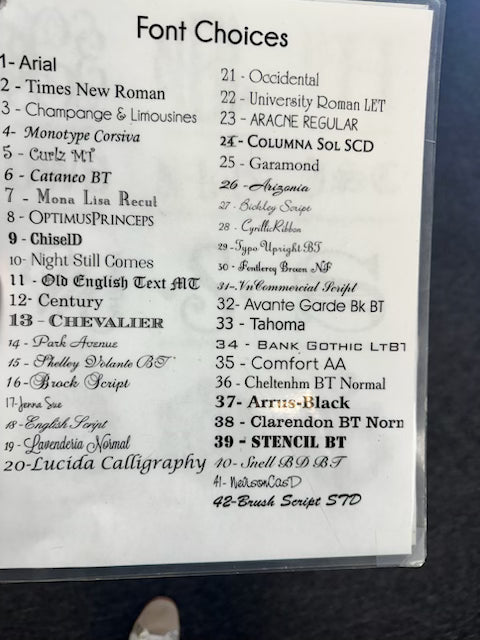 Font Choices
1- Arial
2 - Times New Roman
3 - Champange & Limousines
4- Monotype Corsiva
5 - Curlz MT
6 - Cataneo BT
7 - Mona Lisa Recut
8 - OPTIMUSPRINCEPS
9 - ChiselD
10- Night Still Comes
11 - Old English Text MT
12- Century
13 - CHEVALIER
14 - Park Avenue
15 - Shelley Volante BT
16 -Brock Script
17-Jenna Sue
18 -English Script
19 -Lavenderia Normal
20-Lucida Calligraphy
21 - Occidental
22 - University Roman LET
23 - ARACNE REGULAR
24- COLUMNA SOL SCD
25 - Garamond
26 -Arizonia
27 - Bickley Script
28 - CyrillicRibbon
29 -Typo Upright BT
30 - Fentleroy Brown NF
31-.VnCommercial Script
32- Avante Garde Bk BT
33 - Tahoma
34 - BANK GOTHIC LTBT
35 - Comfort AA
36 - Cheltenhm BT Normal
37- Arrus-Black
38 - Clarendon BT Norn
39 - STENCIL BT
40 - Snell BD BT
41- NelsonCasD
42-Brush Script STD